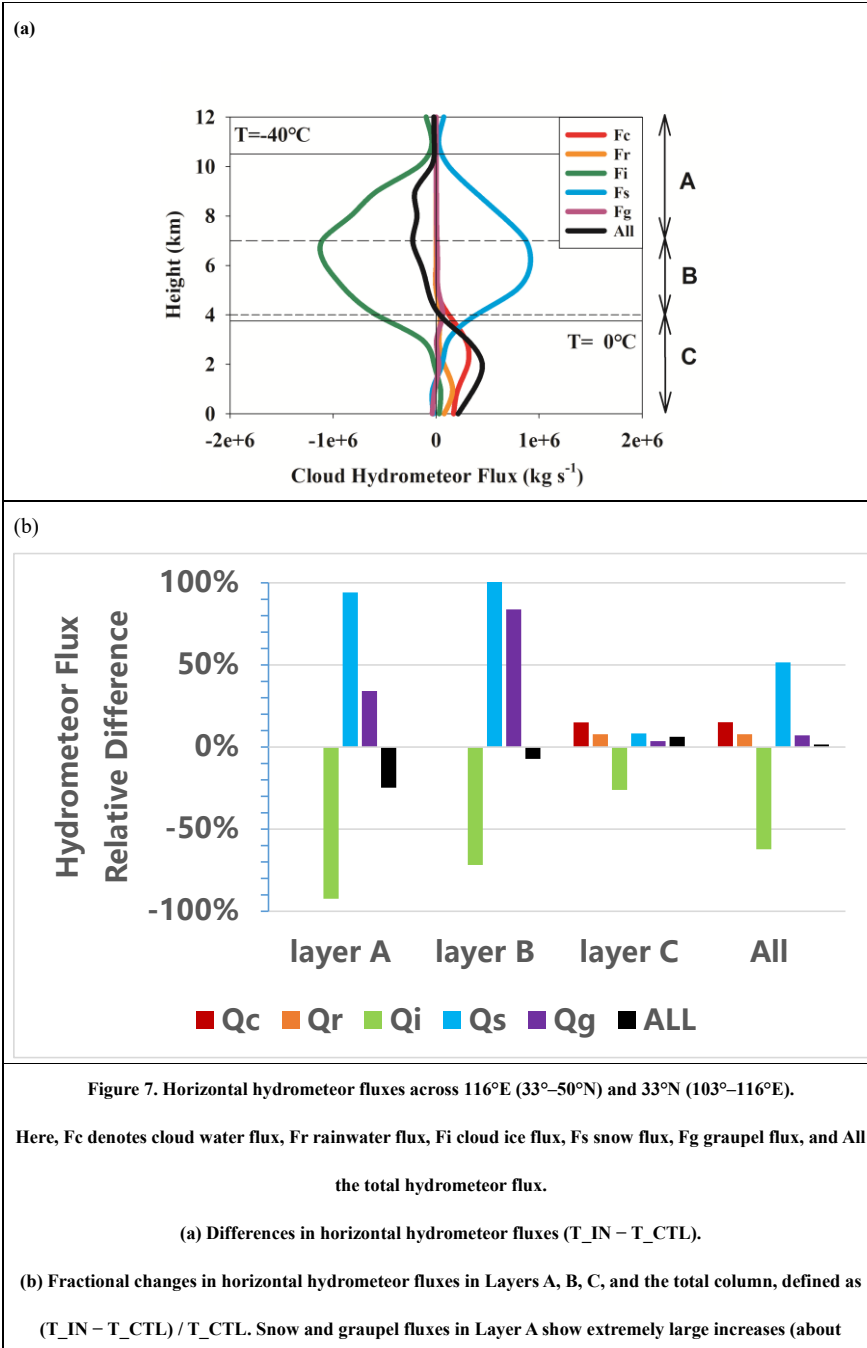 (a)
12
10
8
6
4
2
0
Height (km)
T=-40°C
T= 0°C
Fc
Fr
Fi
Fs
Fg
All
A
B
C
-2e+6 -1e+6 0 1e+6 2e+6
Cloud Hydrometeor Flux (kg s⁻¹)
(b)
Hydrometeor Flux
Relative Difference
100%
50%
0%
-50%
-100%
layer A layer B layer C All
Qc Qr Qi Qs Qg ALL
Figure 7. Horizontal hydrometeor fluxes across 116°E (33°–50°N) and 33°N (103°–116°E).
Here, Fc denotes cloud water flux, Fr rainwater flux, Fi cloud ice flux, Fs snow flux, Fg graupel flux, and All
the total hydrometeor flux.
(a) Differences in horizontal hydrometeor fluxes (T_IN − T_CTL).
(b) Fractional changes in horizontal hydrometeor fluxes in Layers A, B, C, and the total column, defined as
(T_IN − T_CTL) / T_CTL. Snow and graupel fluxes in Layer A show extremely large increases (about